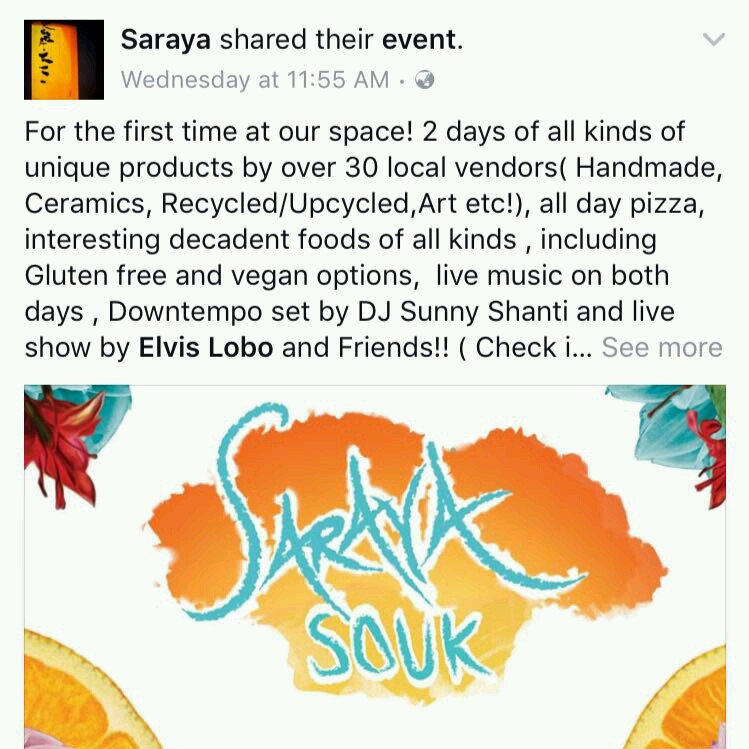 Saraya shared their event.
Wednesday at 11:55 AM ·
For the first time at our space! 2 days of all kinds of
unique products by over 30 local vendors( Handmade,
Ceramics, Recycled/Upcycled,Art etc!), all day pizza,
interesting decadent foods of all kinds , including
Gluten free and vegan options,  live music on both
days , Downtempo set by DJ Sunny Shanti and live
show by Elvis Lobo and Friends!! ( Check i... See more
SARAYA
SOUK